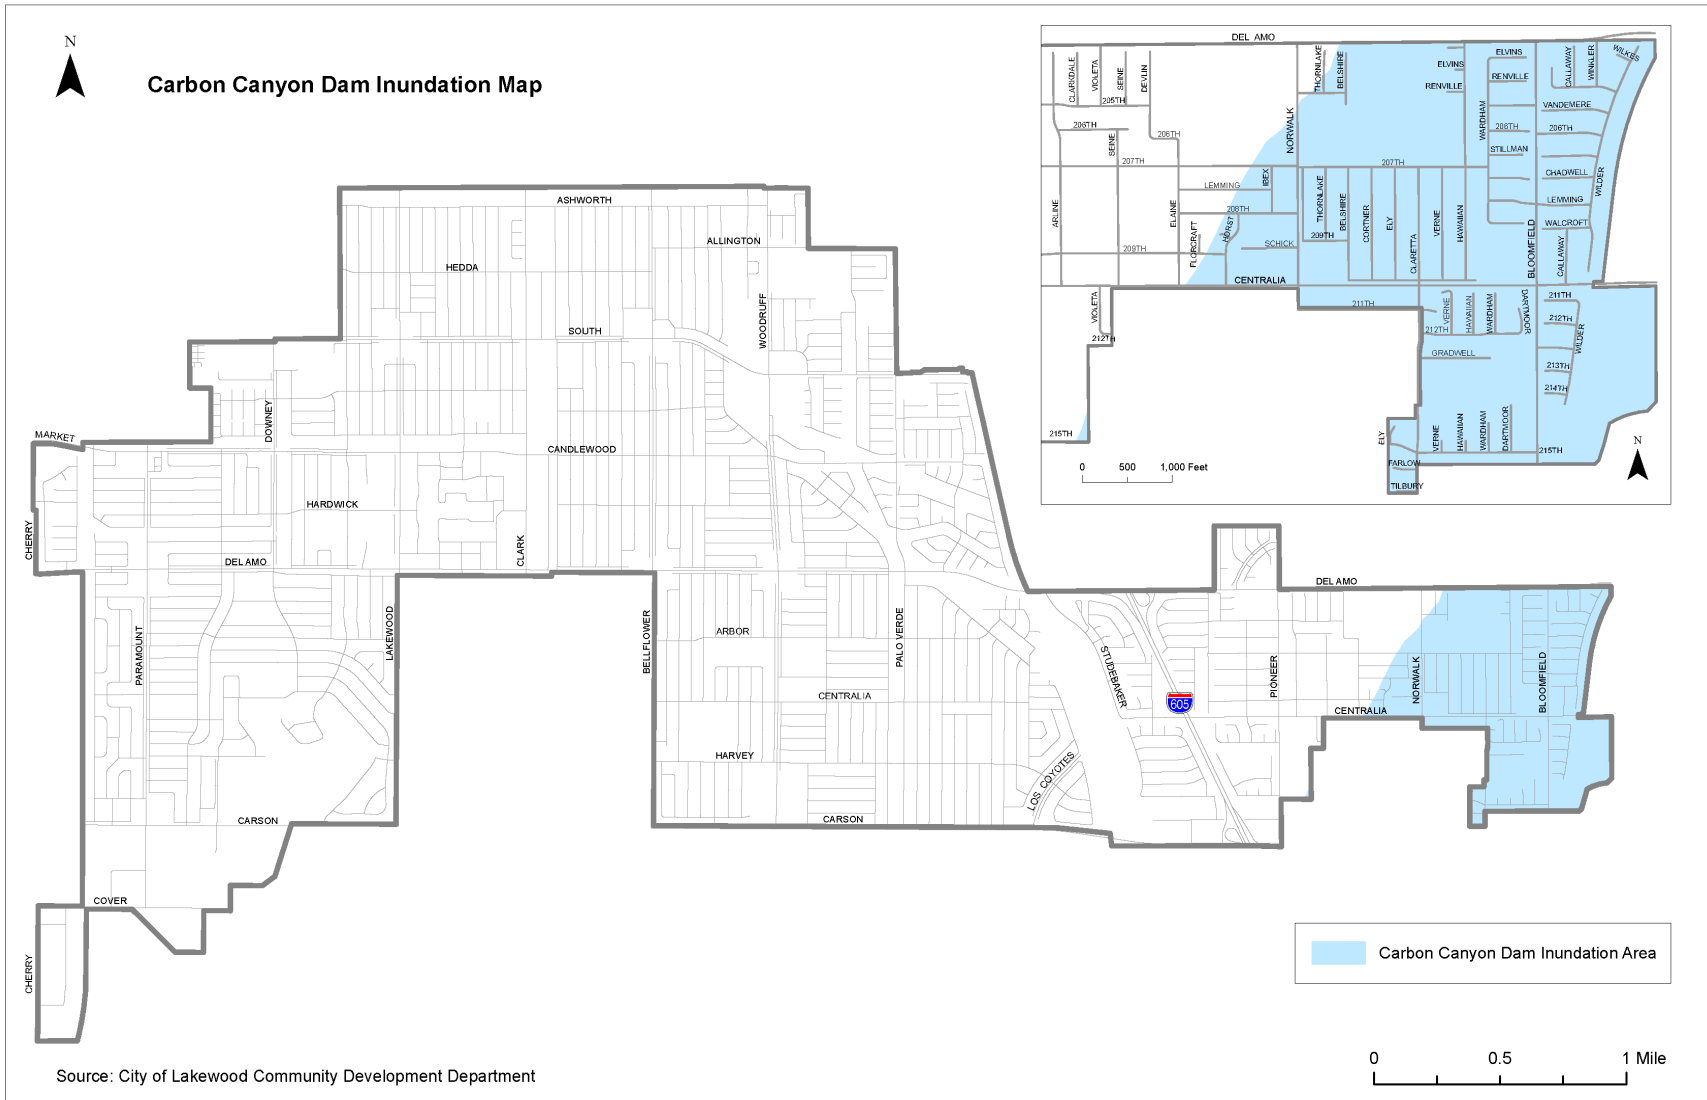 N
Carbon Canyon Dam Inundation Map
ASHWORTH
ALLINGTON
HEDDA
SOUTH
WOODRUFF
DOWNEY
MARKET
CANDLEWOOD
HARDWICK
CHERRY
CLARK
DEL AMO
LAKEWOOD
PARAMOUNT
BELLFLOWER
ARBOR
PALO VERDE
CENTRALIA
HARVEY
LOS COYOTES
CARSON
CARSON
COVER
CHERRY
STUDEBAKER
605
PIONEER
DEL AMO
NORWALK
CENTRALIA
BLOOMFIELD
DEL AMO
CLARKDALE
VIOLETA
SEINE
DEVLIN
205TH
206TH
SEINE
206TH
207TH
ARLINE
ELAINE
LEMMING
IBEX
208TH
HORST
FLORCRAFT
209TH
SCHICK
CENTRALIA
VIOLETA
212TH
215TH
NORWALK
THORNLAKE
BELSHIRE
ELVINS
RENVILLE
ELVINS
RENVILLE
WARDHAM
206TH
STILLMAN
207TH
CALLAWAY
WINKLER
WILKES
VANDEMERE
206TH
CHADWELL
WILDER
LEMMING
WALCROFT
THORNLAKE
BELSHIRE
209TH
CORTNER
ELY
CLARETTA
VERNE
HAWAIIAN
BLOOMFIELD
CALLAWAY
211TH
VERNE
HAWAIIAN
WARDHAM
DARTMOOR
212TH
GRADWELL
211TH
212TH
WILDER
213TH
214TH
ELY
VERNE
HAWAIIAN
WARDHAM
DARTMOOR
215TH
FARLOW
TILBURY
N
0 500 1,000 Feet
Carbon Canyon Dam Inundation Area
0 0.5 1 Mile
Source: City of Lakewood Community Development Department